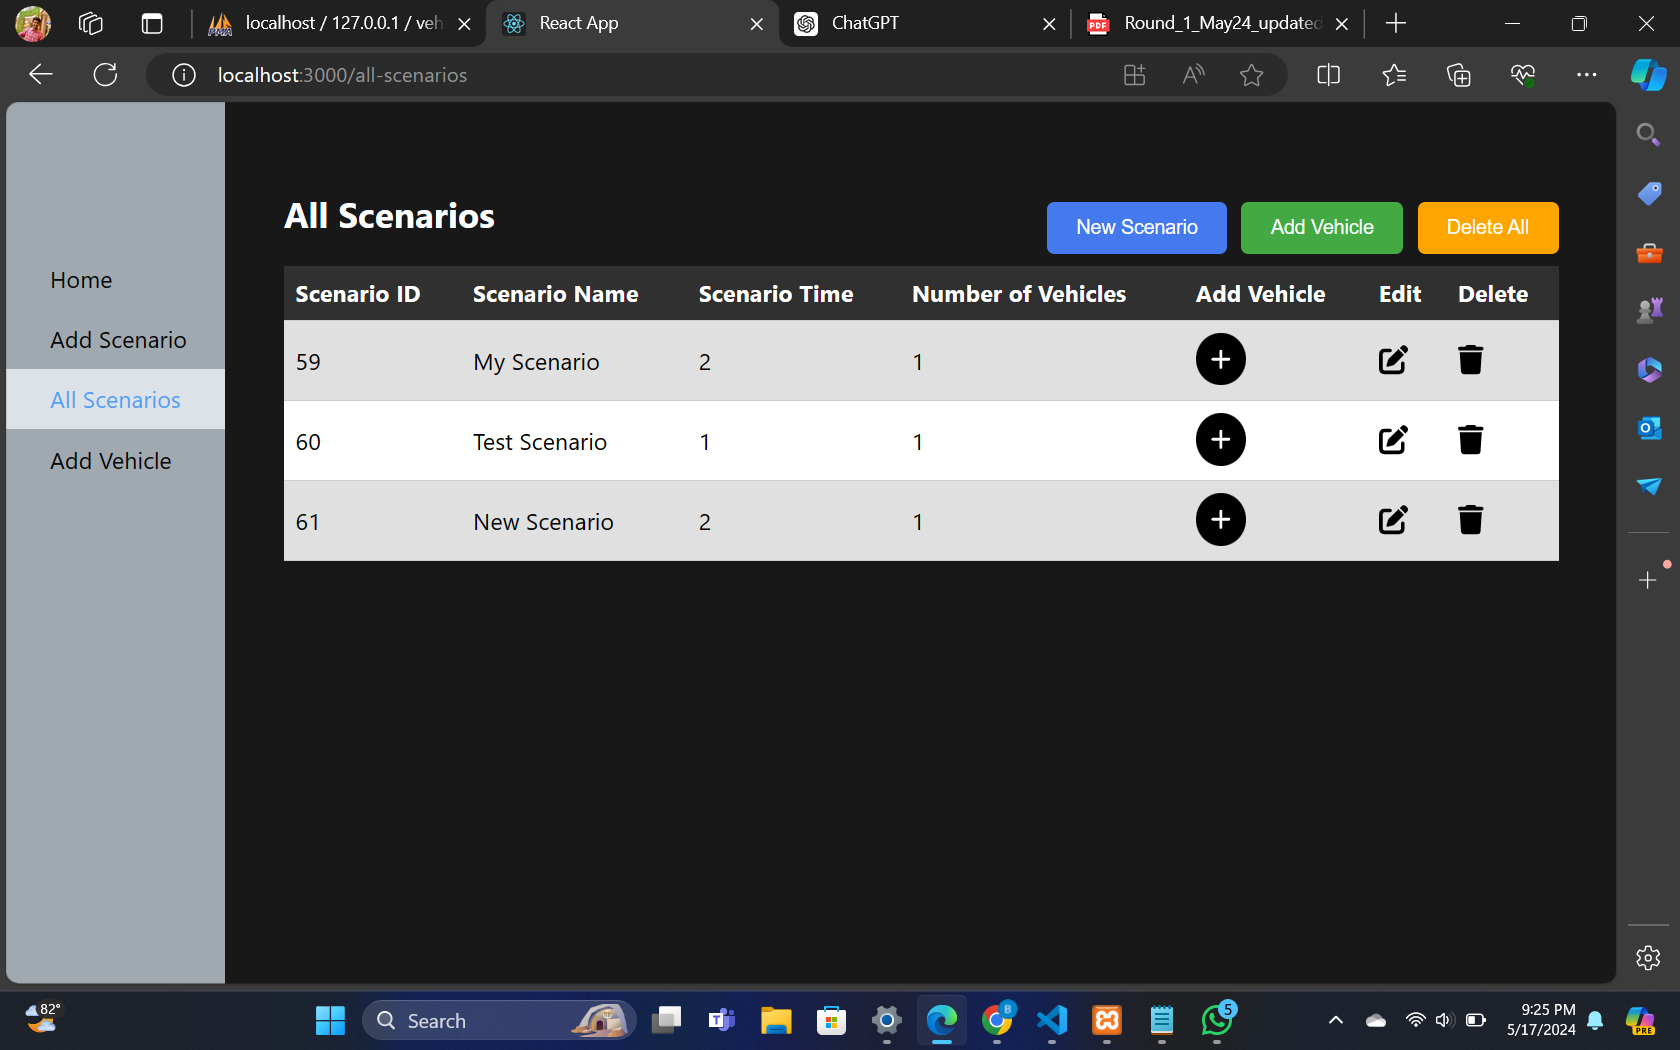 localhost / 127.0.0.1 / veh
React App
ChatGPT
Round_1_May24_updated
localhost:3000/all-scenarios
Home
Add Scenario
All Scenarios
Add Vehicle
All Scenarios
New Scenario
Add Vehicle
Delete All
Scenario ID Scenario Name Scenario Time Number of Vehicles Add Vehicle Edit Delete
59 My Scenario 2 1
60 Test Scenario 1 1
61 New Scenario 2 1
82°
Search
5
9:25 PM
5/17/2024
PRE